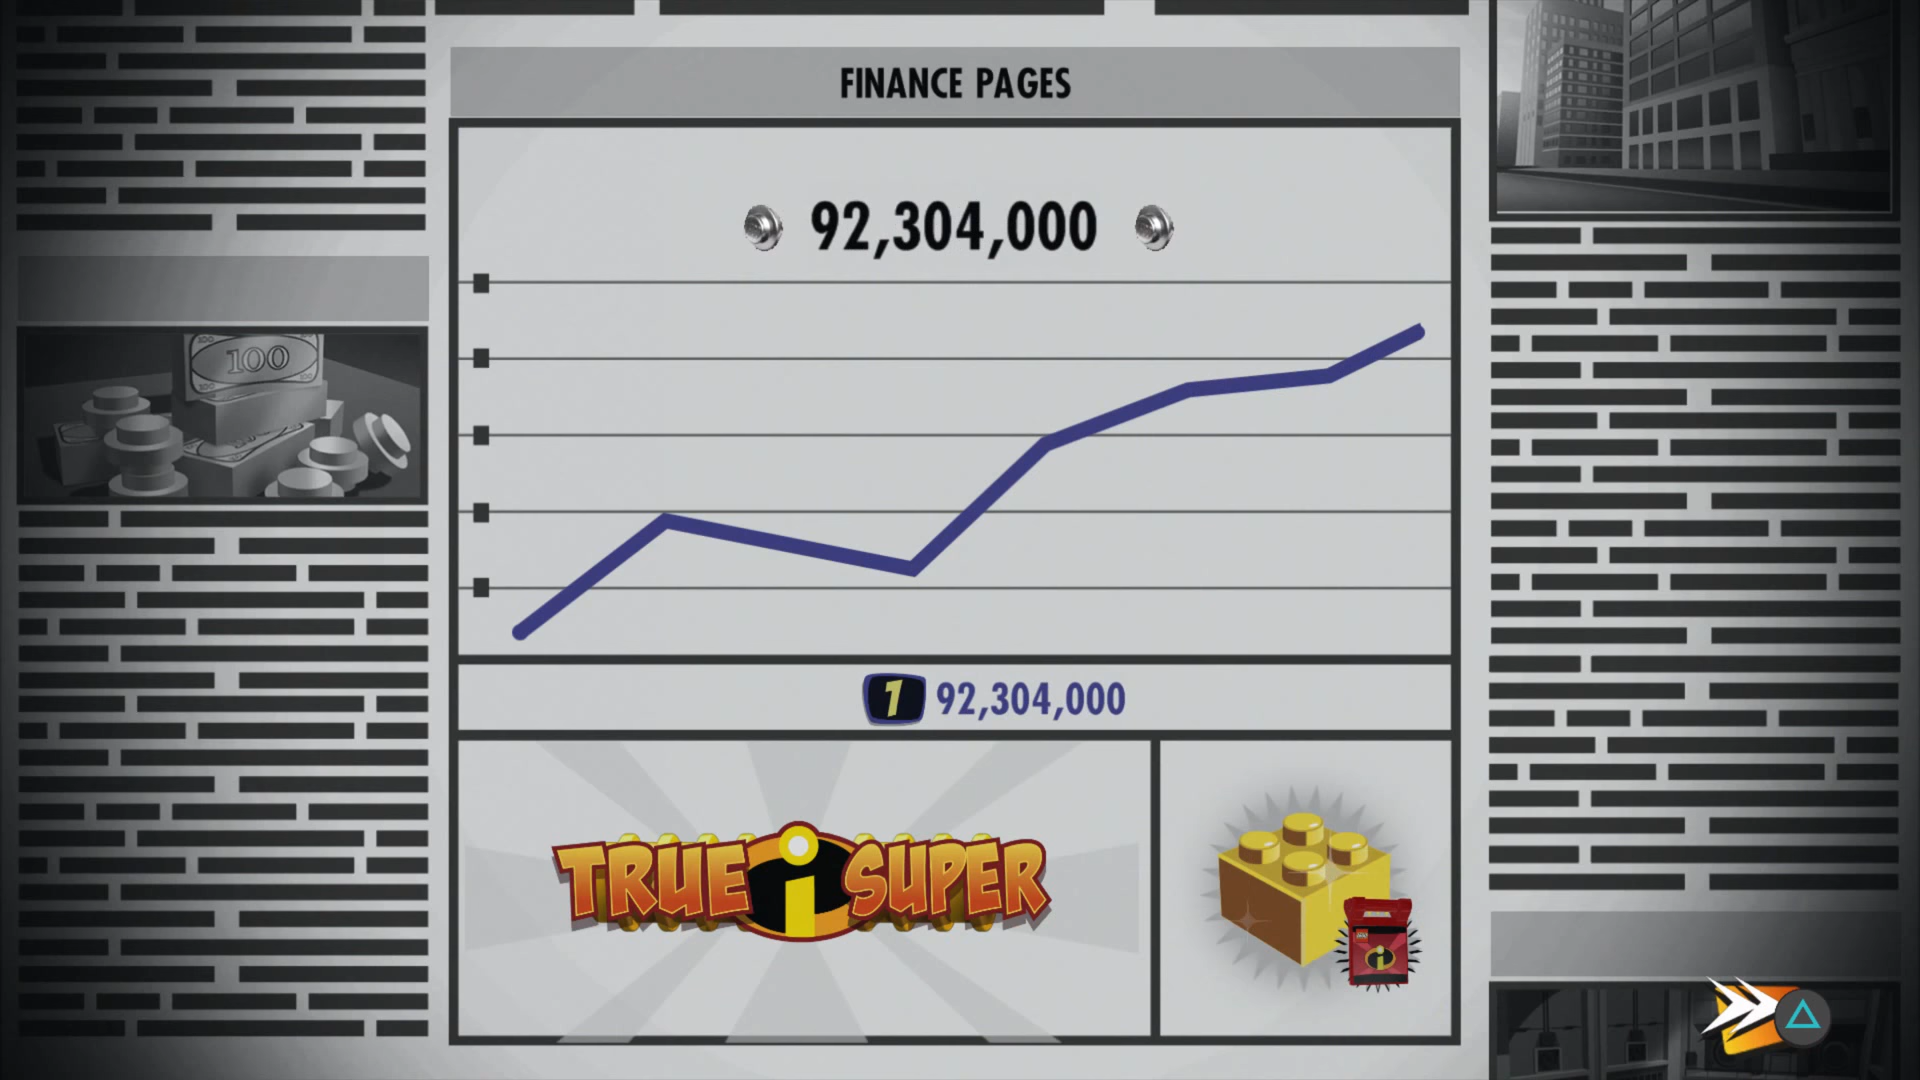 FINANCE PAGES
92,304,000
100
1 92,304,000
TRUE i SUPER